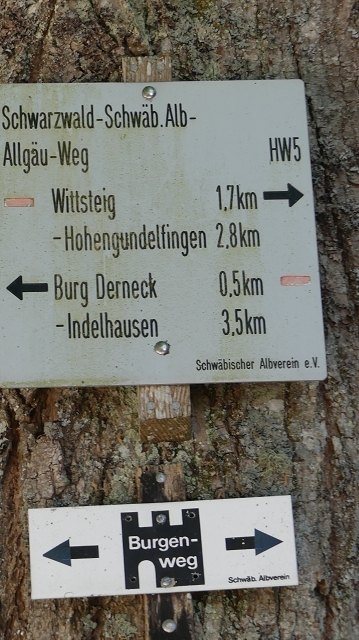 Schwarzwald-Schwäb.Alb-
Allgäu-Weg HW5
Wittsteig 1,7km
-Hohengundelfingen 2,8km
Burg Derneck 0,5km
-Indelhausen 3,5km
Schwäbischer Albverein e.V.
Burgen-
weg
Schwäb. Albverein